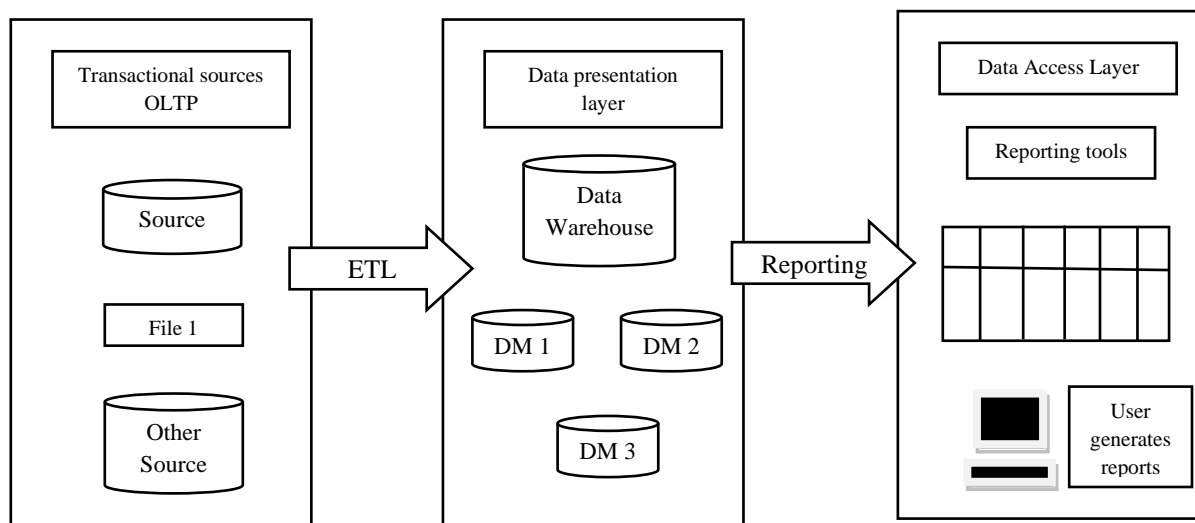 Transactional sources
OLTP
Source
File 1
Other
Source
ETL
Data presentation
layer
Data
Warehouse
DM 1
DM 2
DM 3
Reporting
Data Access Layer
Reporting tools
User
generates
reports